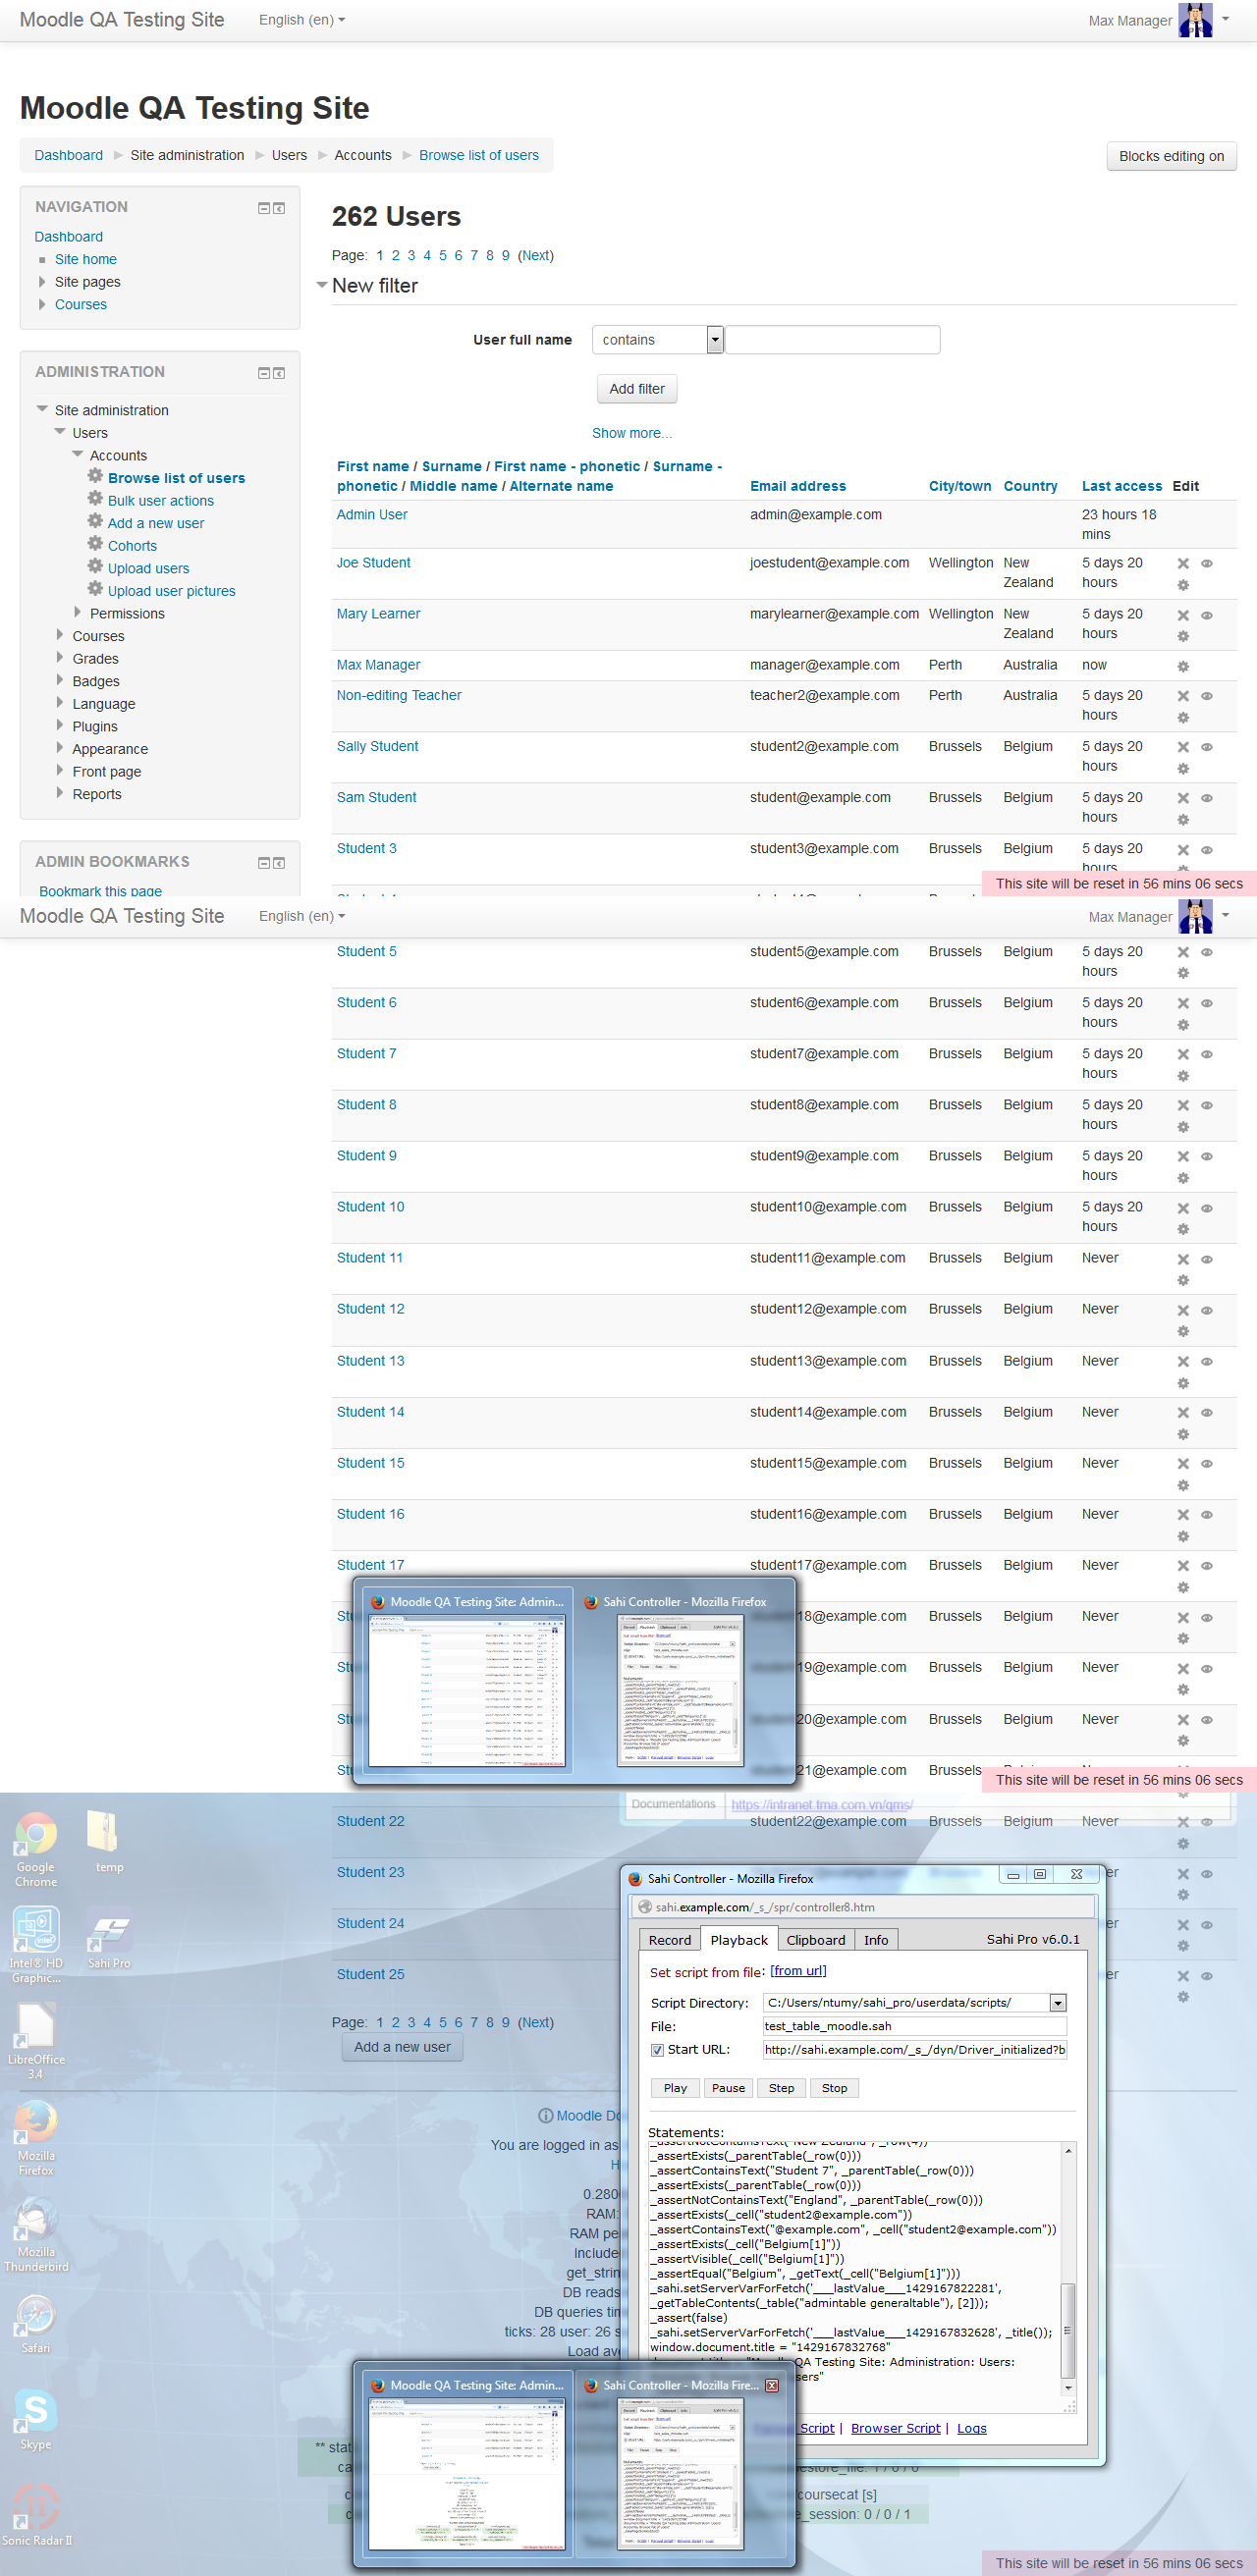 Moodle QA Testing Site English (en) Max Manager
Moodle QA Testing Site
Dashboard Site administration Users Accounts Browse list of users Blocks editing on
NAVIGATION
Dashboard
Site home
Site pages
Courses
ADMINISTRATION
Site administration
Users
Accounts
Browse list of users
Bulk user actions
Add a new user
Cohorts
Upload users
Upload user pictures
Permissions
Courses
Grades
Badges
Language
Plugins
Appearance
Front page
Reports
ADMIN BOOKMARKS
Bookmark this page
262 Users
Page: 1 2 3 4 5 6 7 8 9 (Next)
New filter
User full name contains
Add filter
Show more...
First name / Surname / First name - phonetic / Surname -
phonetic / Middle name / Alternate name Email address City/town Country Last access Edit
Admin User admin@example.com 23 hours 18
mins
Joe Student joestudent@example.com Wellington New 5 days 20
Zealand hours
Mary Learner marylearner@example.com Wellington New 5 days 20
Zealand hours
Max Manager manager@example.com Perth Australia now
Non-editing Teacher teacher2@example.com Perth Australia 5 days 20
hours
Sally Student student2@example.com Brussels Belgium 5 days 20
hours
Sam Student student@example.com Brussels Belgium 5 days 20
hours
Student 3 student3@example.com Brussels Belgium 5 days 20
hours
This site will be reset in 56 mins 06 secs
Moodle QA Testing Site English (en) Max Manager
Student 5 student5@example.com Brussels Belgium 5 days 20
hours
Student 6 student6@example.com Brussels Belgium 5 days 20
hours
Student 7 student7@example.com Brussels Belgium 5 days 20
hours
Student 8 student8@example.com Brussels Belgium 5 days 20
hours
Student 9 student9@example.com Brussels Belgium 5 days 20
hours
Student 10 student10@example.com Brussels Belgium 5 days 20
hours
Student 11 student11@example.com Brussels Belgium Never
Student 12 student12@example.com Brussels Belgium Never
Student 13 student13@example.com Brussels Belgium Never
Student 14 student14@example.com Brussels Belgium Never
Student 15 student15@example.com Brussels Belgium Never
Student 16 student16@example.com Brussels Belgium Never
Student 17 student17@example.com Brussels Belgium Never
Moodle QA Testing Site: Admin... Sahi Controller - Mozilla Firefox
Stu 18@example.com Brussels Belgium Never
Stu 19@example.com Brussels Belgium Never
Stu 20@example.com Brussels Belgium Never
Stu 21@example.com Brussels
This site will be reset in 56 mins 06 secs
Documentations https://intranet.tma.com.vn/qms/
Student 22 student22@example.com Brussels Belgium Never
Student 23
Student 24
Student 25
Page: 1 2 3 4 5 6 7 8 9 (Next)
Add a new user
Google
Chrome
temp
Intel® HD
Graphic...
Sahi Pro
LibreOffice
3.4
Mozilla
Firefox
Mozilla
Thunderbird
Safari
Skype
Sonic Radar II
Moodle Do
You are logged in as
H
0.280
RAM:
RAM pe
Included
get_strin
DB reads
DB queries tim
ticks: 28 user: 26 s
Load ave
Sahi Controller - Mozilla Firefox
sahi.example.com/_s_/spr/controller8.htm
Record Playback Clipboard Info Sahi Pro v6.0.1
Set script from file: [from url]
Script Directory: C:/Users/ntumy/sahi_pro/userdata/scripts/
File: test_table_moodle.sah
Start URL: http://sahi.example.com/_s_/dyn/Driver_initialized?b
Play Pause Step Stop
Statements:
_assertNotContainsText("New Zealand", _row(4))
_assertExists(_parentTable(_row(0)))
_assertContainsText("Student 7", _parentTable(_row(0)))
_assertExists(_parentTable(_row(0)))
_assertNotContainsText("England", _parentTable(_row(0)))
_assertExists(_cell("student2@example.com"))
_assertContainsText("@example.com", _cell("student2@example.com"))
_assertExists(_cell("Belgium[1]"))
_assertVisible(_cell("Belgium[1]"))
_assertEqual("Belgium", _getText(_cell("Belgium[1]")))
_sahi.setServerVarForFetch('___lastValue___1429167822281',
_getTableContents(_table("admintable generaltable"), [2]));
_assert(false)
_sahi.setServerVarForFetch('___lastValue___1429167832628', _title());
window.document.title = "1429167832768"
QA Testing Site: Administration: Users:
sers"
Script | Browser Script | Logs
Moodle QA Testing Site: Admin... Sahi Controller - Mozilla Fire...
** stat
ca
estore_file: 1 / 0 / 0
coursecat [s]
_session: 0 / 0 / 1
This site will be reset in 56 mins 06 secs